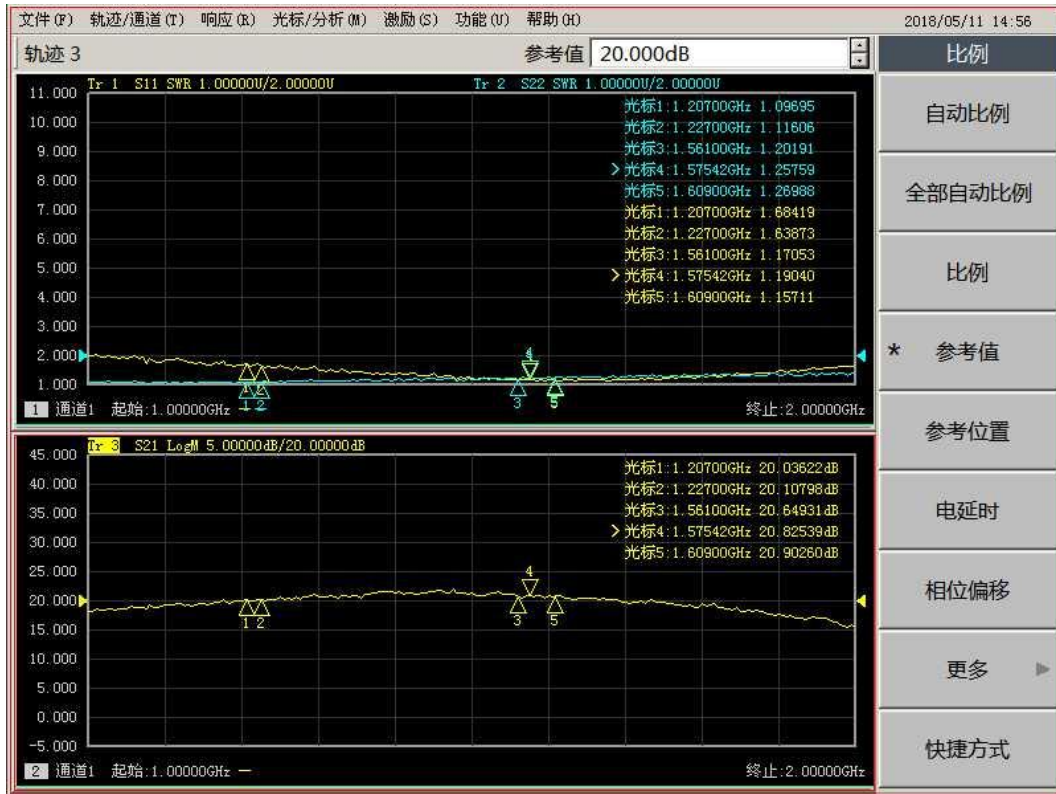 文件(F) 轨迹/通道(T) 响应(R) 光标/分析(M) 激励(S) 功能(U) 帮助(H) 2018/05/11 14:56
轨迹 3 参考值 20.000dB
比例
自动比例
全部自动比例
比例
* 参考值
参考位置
电延时
相位偏移
更多
快捷方式
Tr 1 S11 SWR 1.00000U/2.00000U Tr 2 S22 SWR 1.00000U/2.00000U
11.000
10.000
9.000
8.000
7.000
6.000
5.000
4.000
3.000
2.000
1.000
光标1:1.20700GHz 1.09695
光标2:1.22700GHz 1.11606
光标3:1.56100GHz 1.20191
>光标4:1.57542GHz 1.25759
光标5:1.60900GHz 1.26988
光标1:1.20700GHz 1.68419
光标2:1.22700GHz 1.63873
光标3:1.56100GHz 1.17053
>光标4:1.57542GHz 1.19040
光标5:1.60900GHz 1.15711
4
1 2 3 5
1 通道1 起始:1.00000GHz 终止:2.00000GHz
Tr 3 S21 LogM 5.00000dB/20.00000dB
45.000
40.000
35.000
30.000
25.000
20.000
15.000
10.000
5.000
0.000
-5.000
光标1:1.20700GHz 20.03622dB
光标2:1.22700GHz 20.10798dB
光标3:1.56100GHz 20.64931dB
>光标4:1.57542GHz 20.82539dB
光标5:1.60900GHz 20.90260dB
4
1 2 3 5
2 通道1 起始:1.00000GHz 终止:2.00000GHz